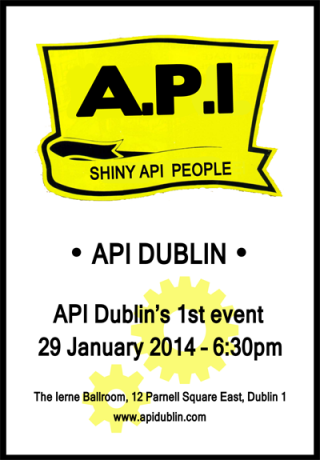 A.P.I
SHINY API PEOPLE
• API DUBLIN •
API Dublin's 1st event
29 January 2014 - 6:30pm
The Ierne Ballroom, 12 Parnell Square East, Dublin 1
www.apidublin.com